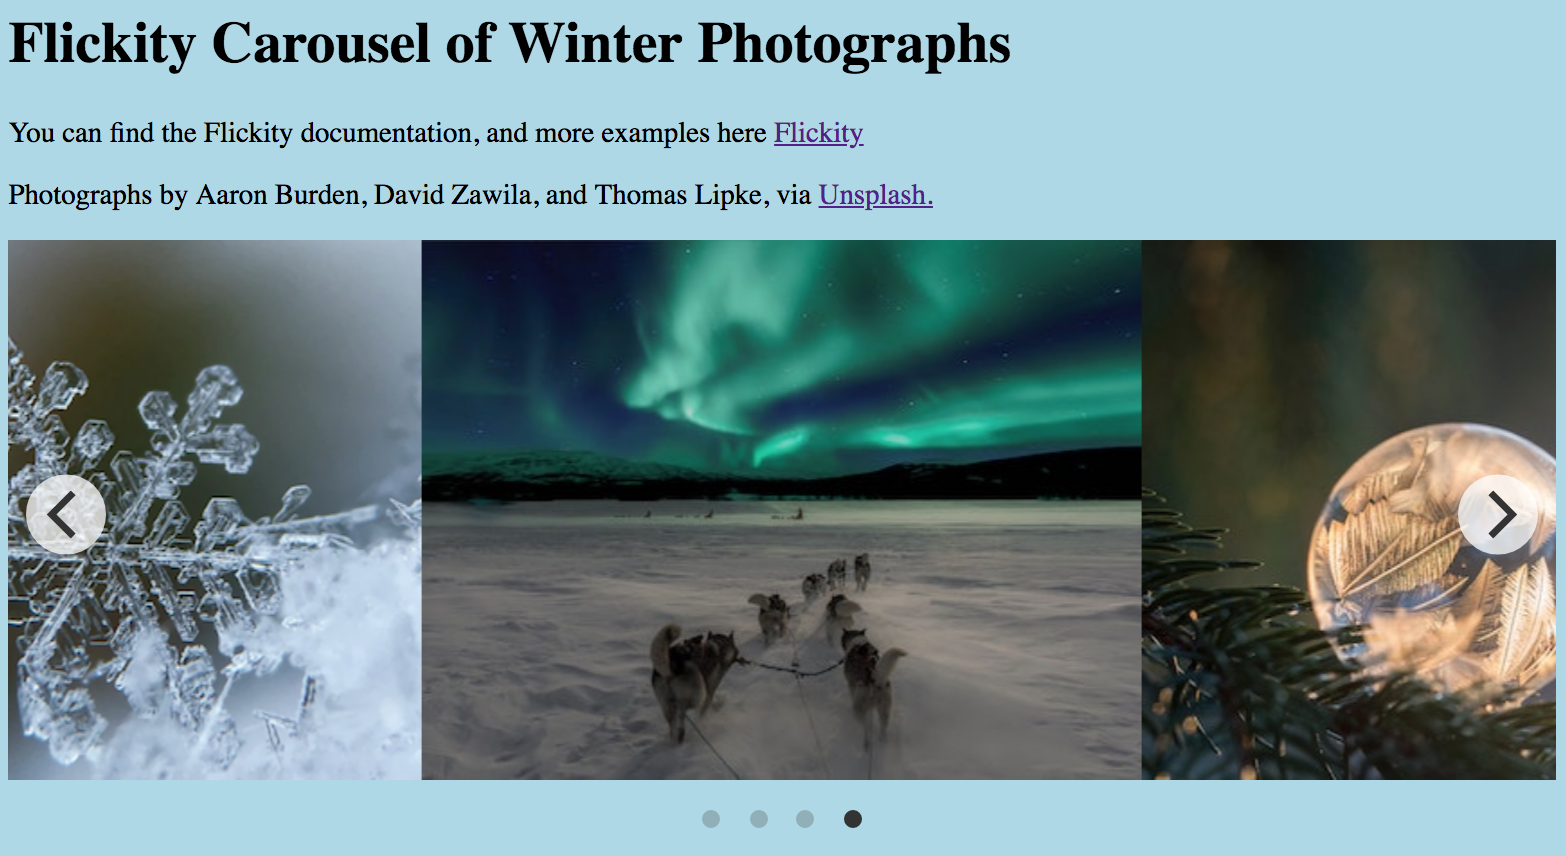 Flickity Carousel of Winter Photographs
You can find the Flickity documentation, and more examples here Flickity
Photographs by Aaron Burden, David Zawila, and Thomas Lipke, via Unsplash.